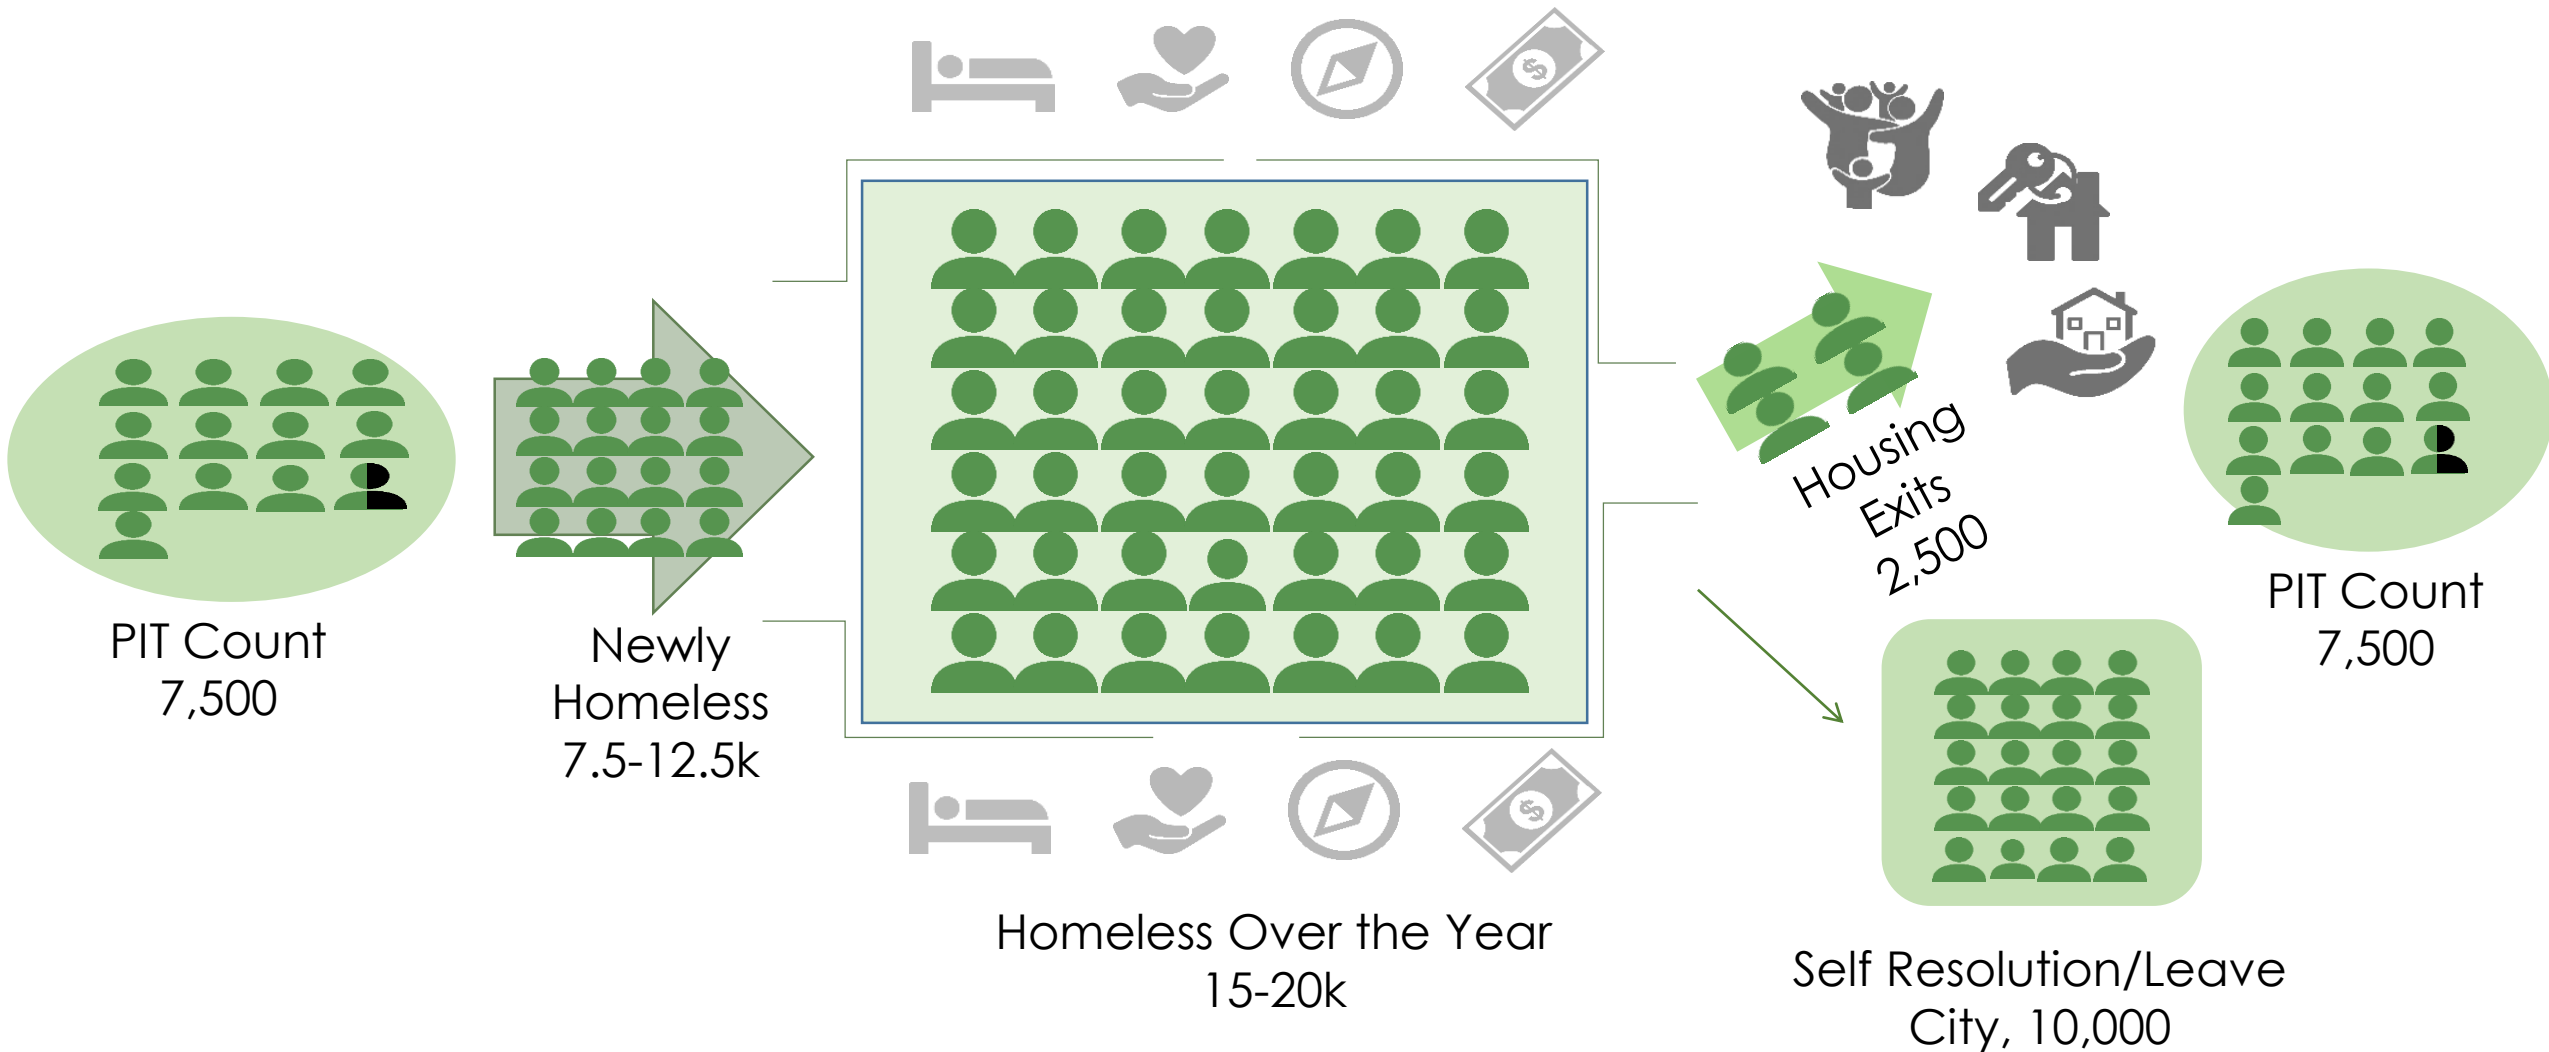 PIT Count
7,500
Newly
Homeless
7.5-12.5k
Homeless Over the Year
15-20k
Housing
Exits
2,500
Self Resolution/Leave
City, 10,000
PIT Count
7,500